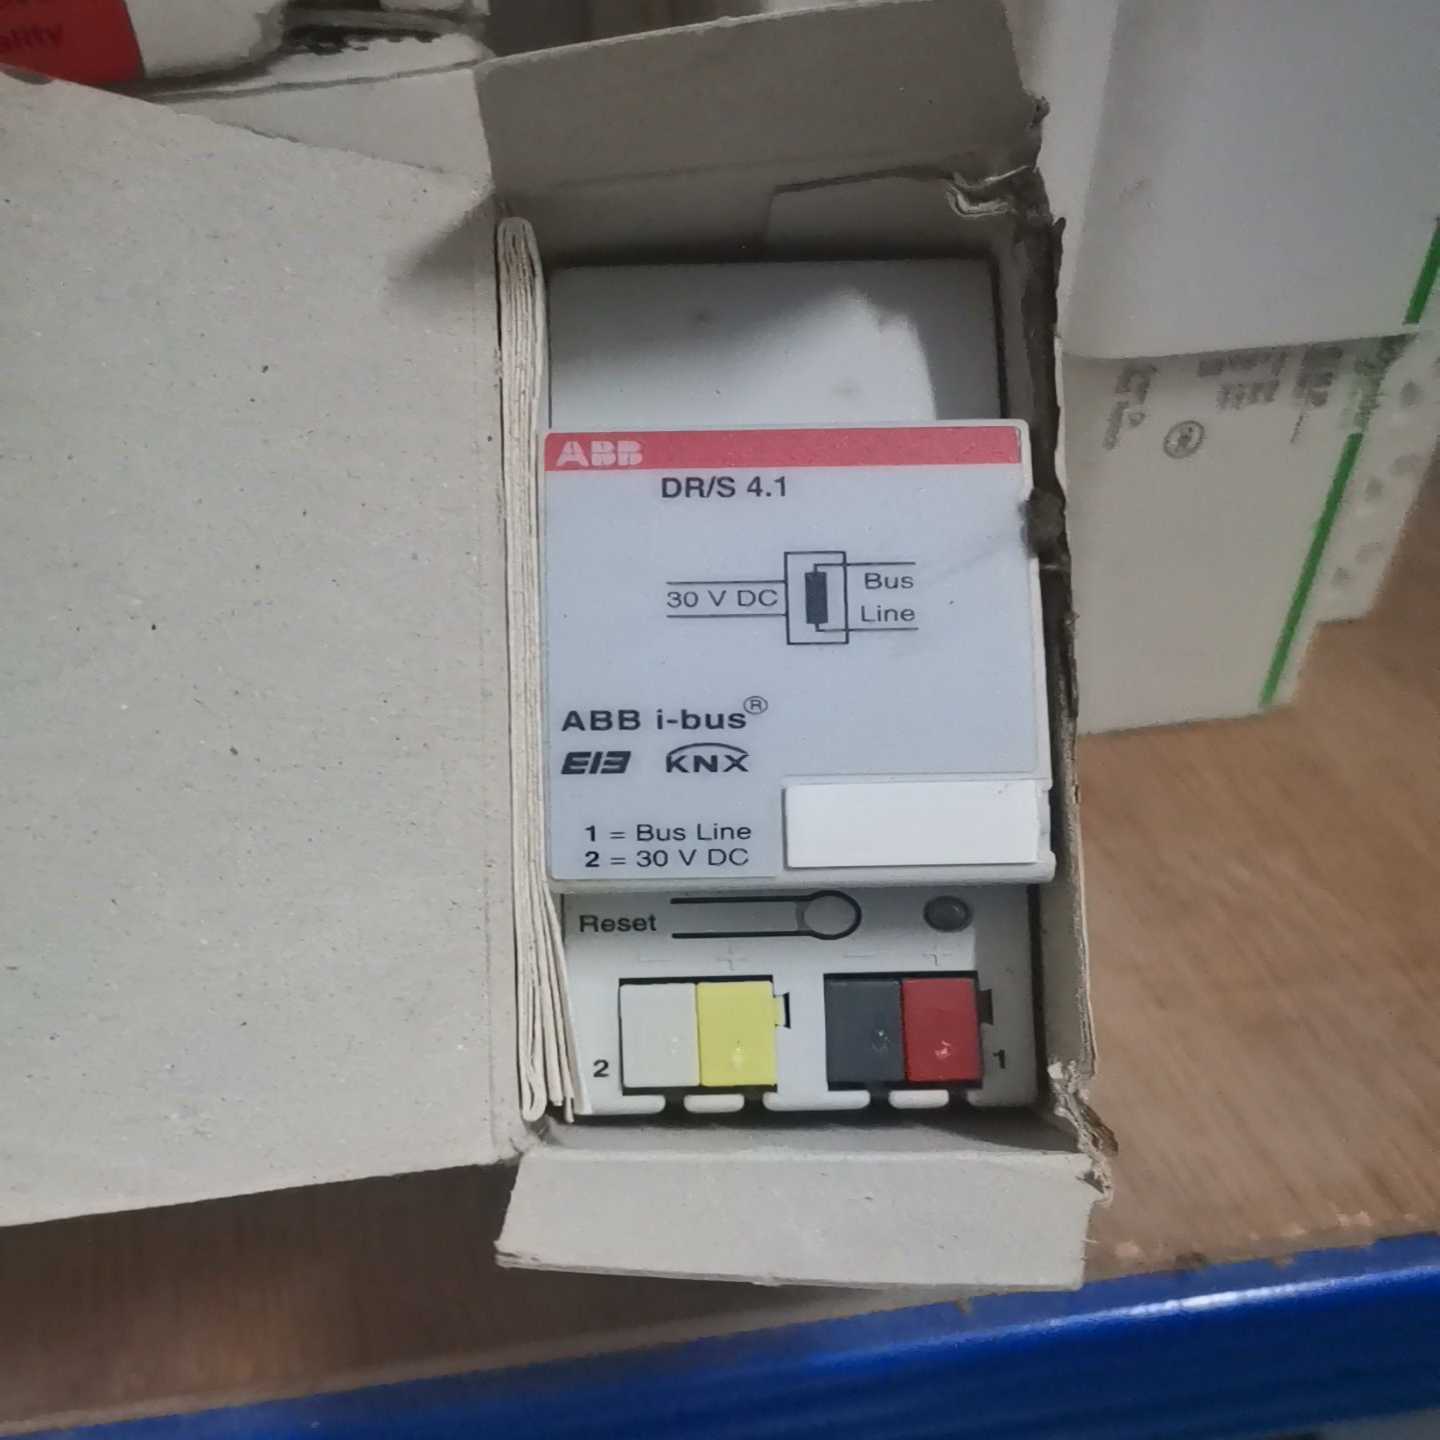 ality
ABB
DR/S 4.1
30 V DC
Bus
Line
ABB i-bus®
EIB KNX
1 = Bus Line
2 = 30 V DC
Reset
− + − +
2 1